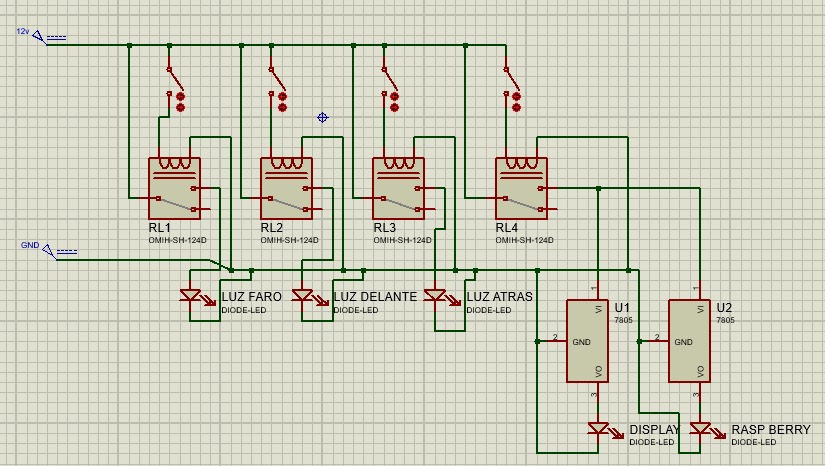 12v
RL1
OMIH-SH-124D
RL2
OMIH-SH-124D
RL3
OMIH-SH-124D
RL4
OMIH-SH-124D
GND
LUZ FARO
DIODE-LED
LUZ DELANTE
DIODE-LED
LUZ ATRAS
DIODE-LED
1
VI
2
GND
VO
3
U1
7805
1
VI
2
GND
VO
3
U2
7805
DISPLAY
DIODE-LED
RASP BERRY
DIODE-LED